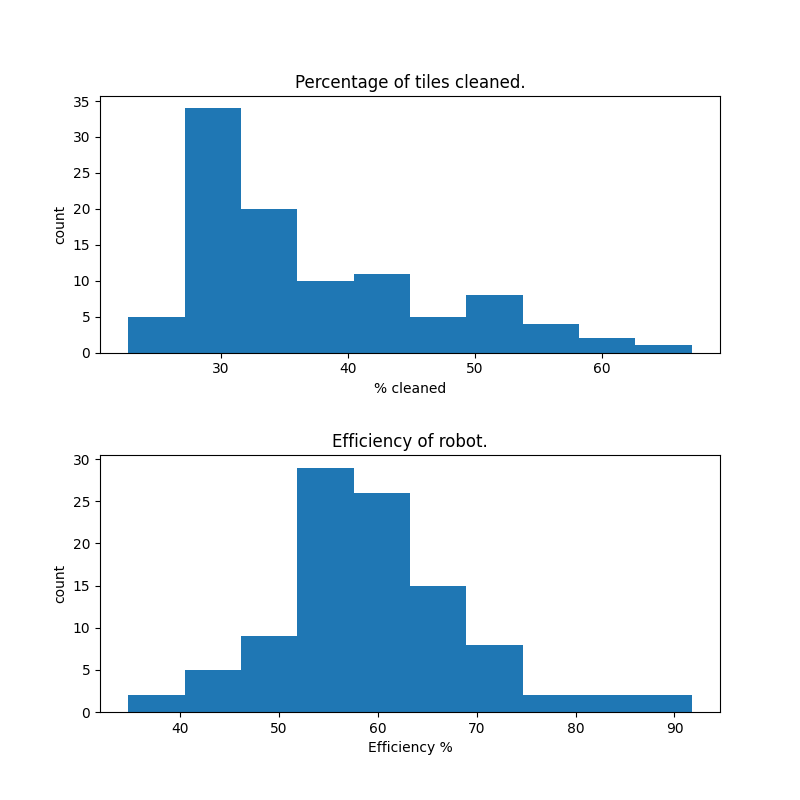 Percentage of tiles cleaned.
35
30
25
20
15
10
5
0
count
30 40 50 60
% cleaned
Efficiency of robot.
30
25
20
15
10
5
0
count
40 50 60 70 80 90
Efficiency %